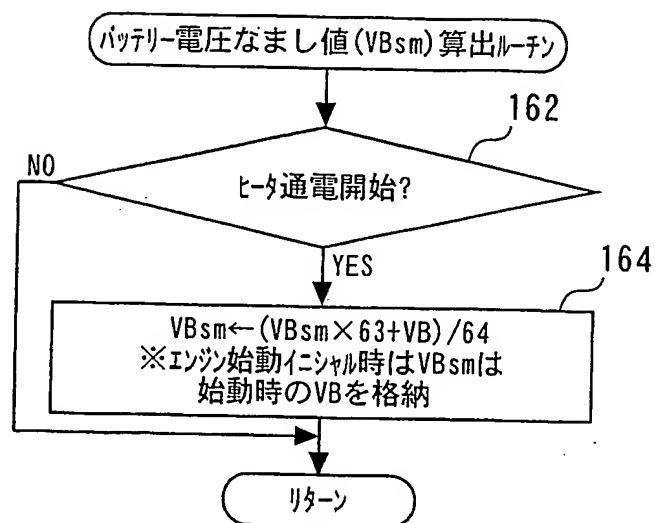 バッテリー電圧なまし値(VBsm)算出ルーチン
162
ヒータ通電開始?
NO
YES
164
VBsm←(VBsm×63+VB)/64
※エンジン始動イニシャル時はVBsmは
始動時のVBを格納
リターン